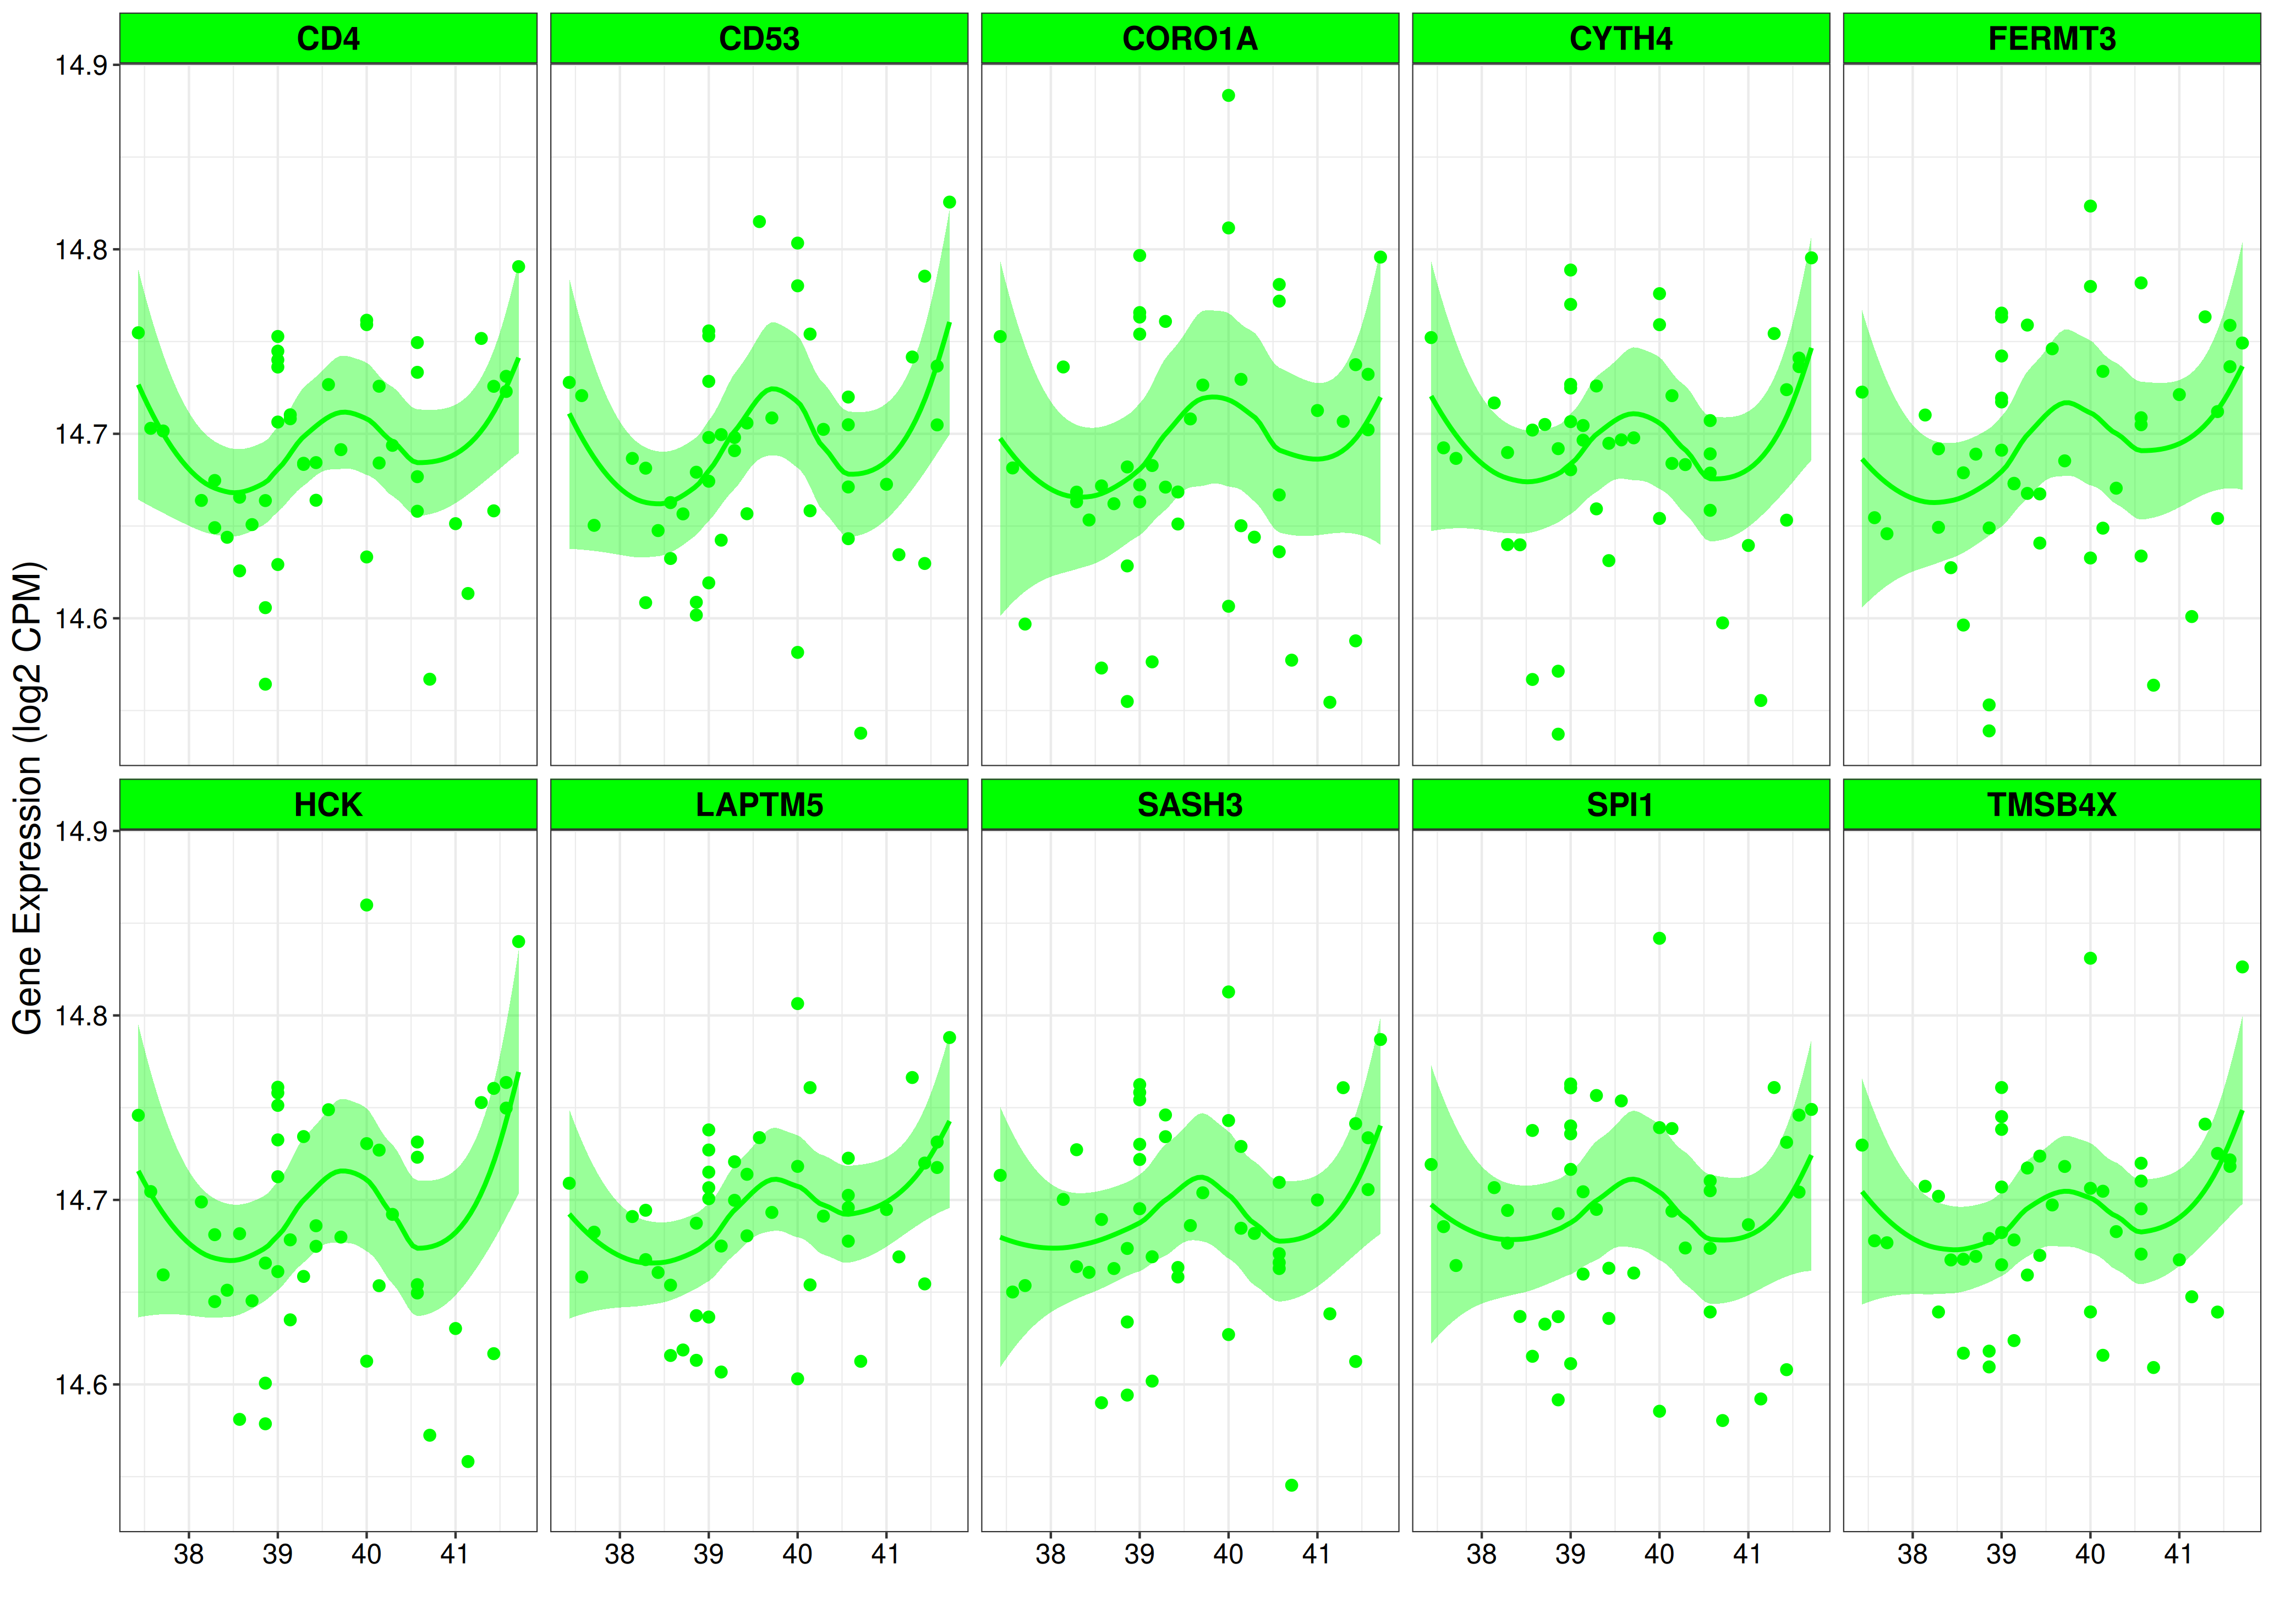 CD4 CD53 CORO1A CYTH4 FERMT3
14.9
14.8
14.7
14.6
Gene Expression (log2 CPM)
HCK LAPTM5 SASH3 SPI1 TMSB4X
14.9
14.8
14.7
14.6
38 39 40 41 38 39 40 41 38 39 40 41 38 39 40 41 38 39 40 41